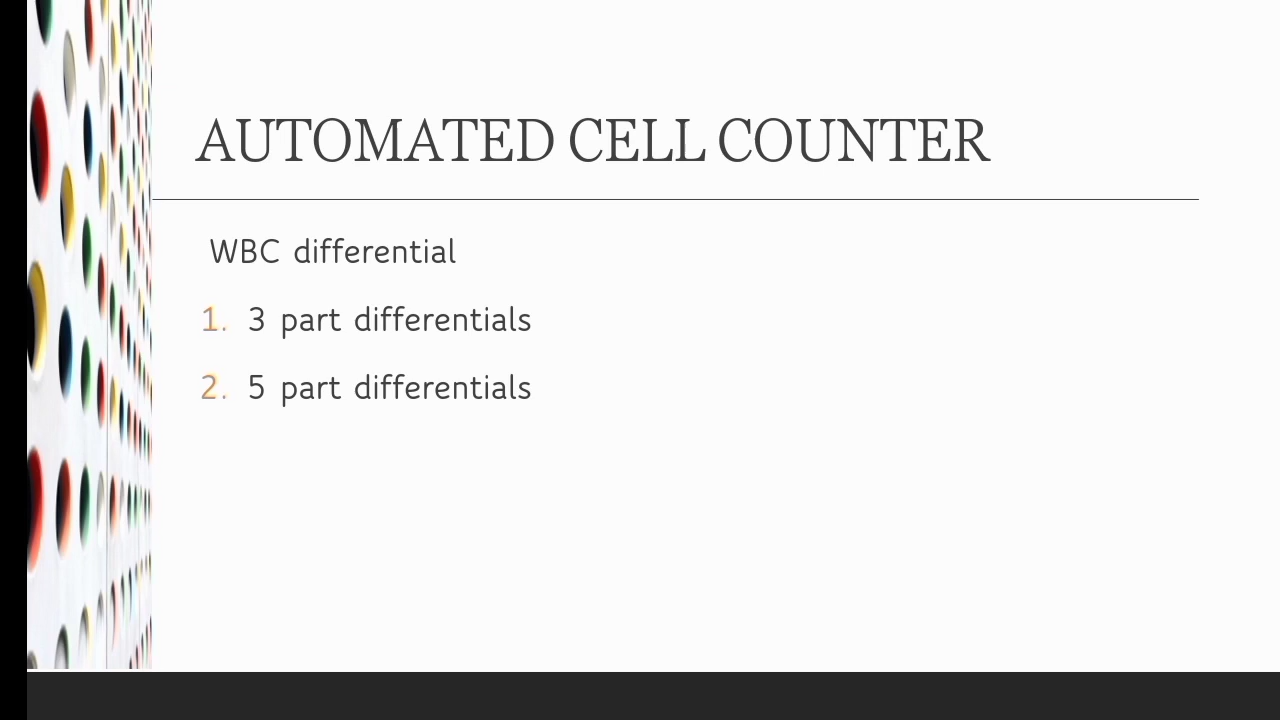 AUTOMATED CELL COUNTER
WBC differential
1. 3 part differentials
2. 5 part differentials